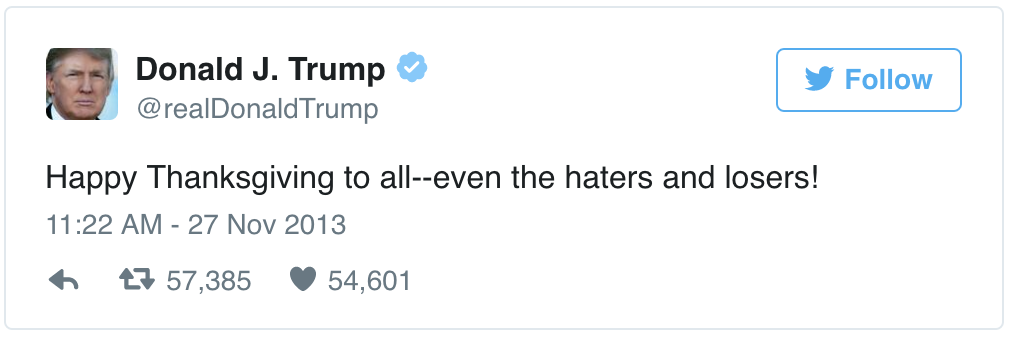 Donald J. Trump
@realDonaldTrump
Follow
Happy Thanksgiving to all--even the haters and losers!
11:22 AM - 27 Nov 2013
57,385 54,601